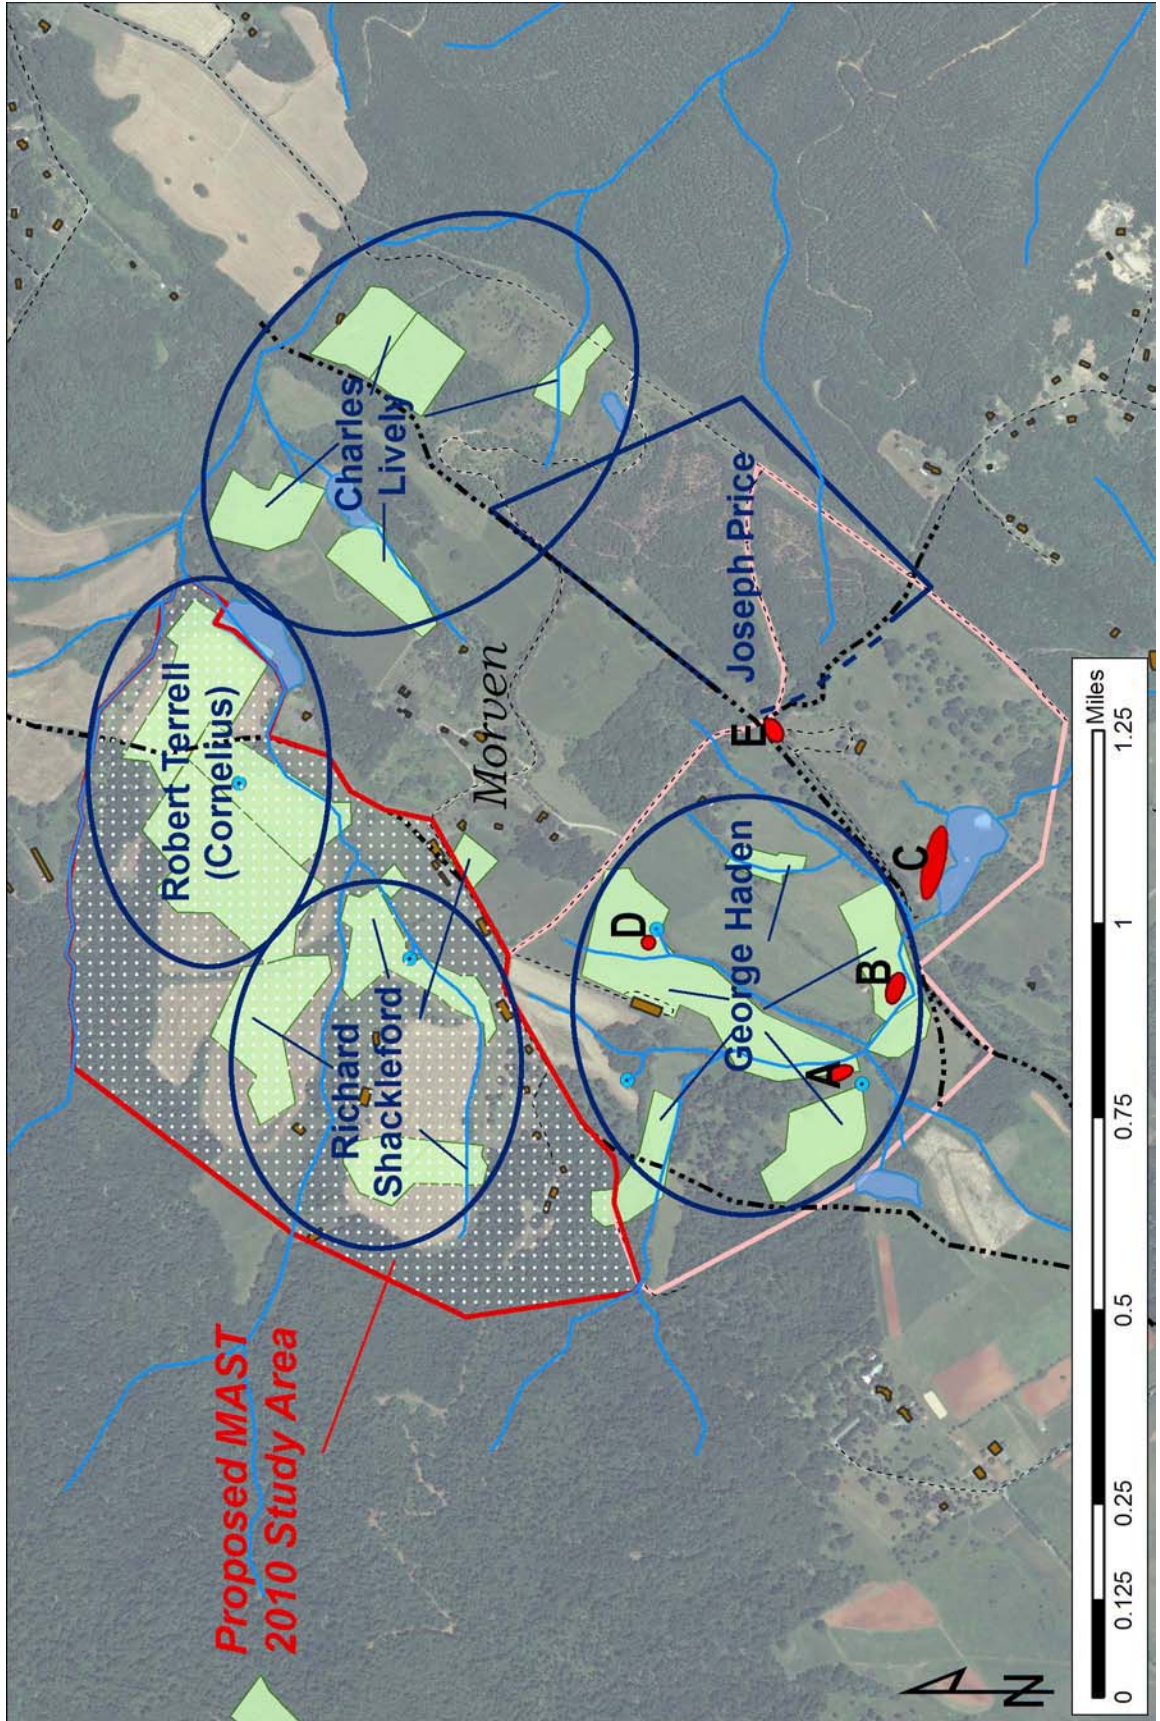 Proposed MAST
2010 Study Area
Robert Terrell
(Cornelius)
Richard
Shackleford
Charles
Lively
Morven
George Haden
Joseph Price
A
B
C
D
E
N
0 0.125 0.25 0.5 0.75 1 1.25
Miles